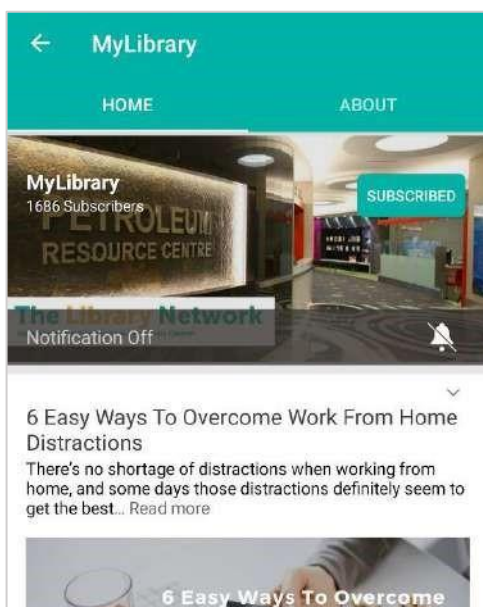 MyLibrary
HOME
ABOUT
MyLibrary
1686 Subscribers
SUBSCRIBED
PETROLEUM
RESOURCE CENTRE
The Library Network
Notification Off
6 Easy Ways To Overcome Work From Home
Distractions
There's no shortage of distractions when working from
home, and some days those distractions definitely seem to
get the best... Read more
6 Easy Ways To Overcome